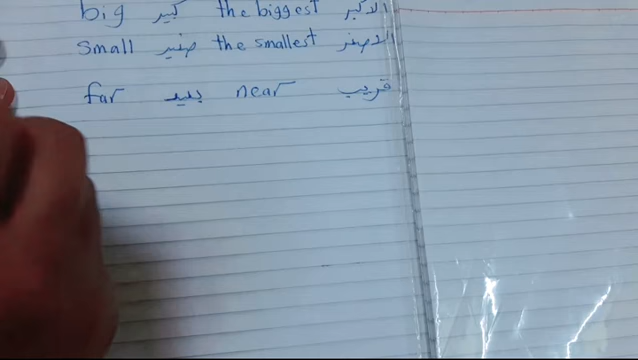 big كبير the biggest الاكبر
small صغير the smallest الاصغر
far بعيد near قريب